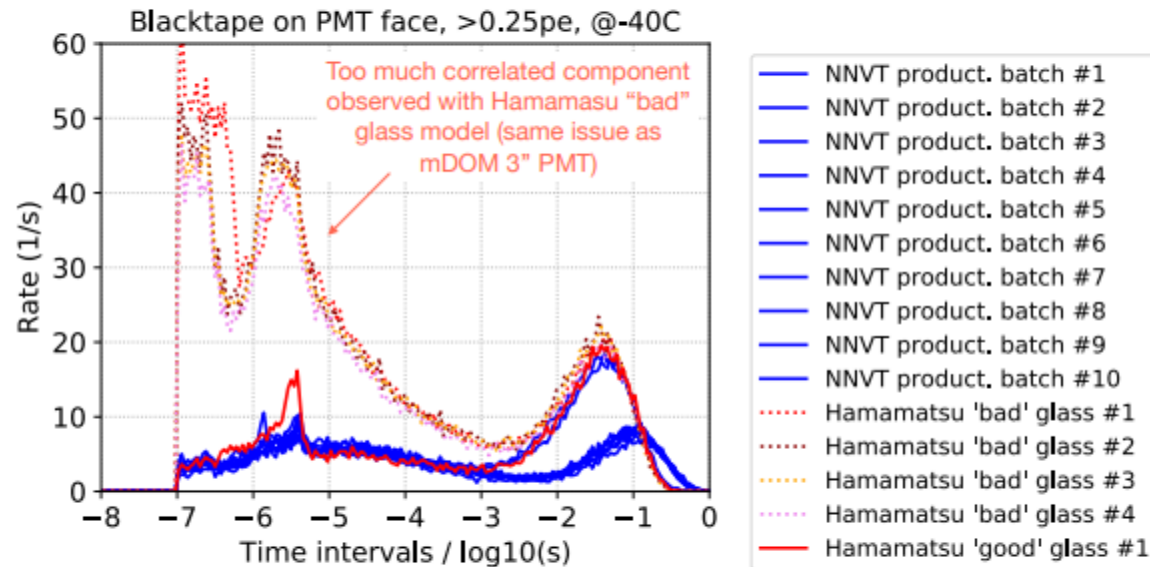 Blacktape on PMT face, >0.25pe, @-40C
Too much correlated component
observed with Hamamasu “bad”
glass model (same issue as
mDOM 3” PMT)
Rate (1/s)
60
50
40
30
20
10
0
−8 −7 −6 −5 −4 −3 −2 −1 0
Time intervals / log10(s)
NNVT product. batch #1
NNVT product. batch #2
NNVT product. batch #3
NNVT product. batch #4
NNVT product. batch #5
NNVT product. batch #6
NNVT product. batch #7
NNVT product. batch #8
NNVT product. batch #9
NNVT product. batch #10
Hamamatsu 'bad' glass #1
Hamamatsu 'bad' glass #2
Hamamatsu 'bad' glass #3
Hamamatsu 'bad' glass #4
Hamamatsu 'good' glass #1